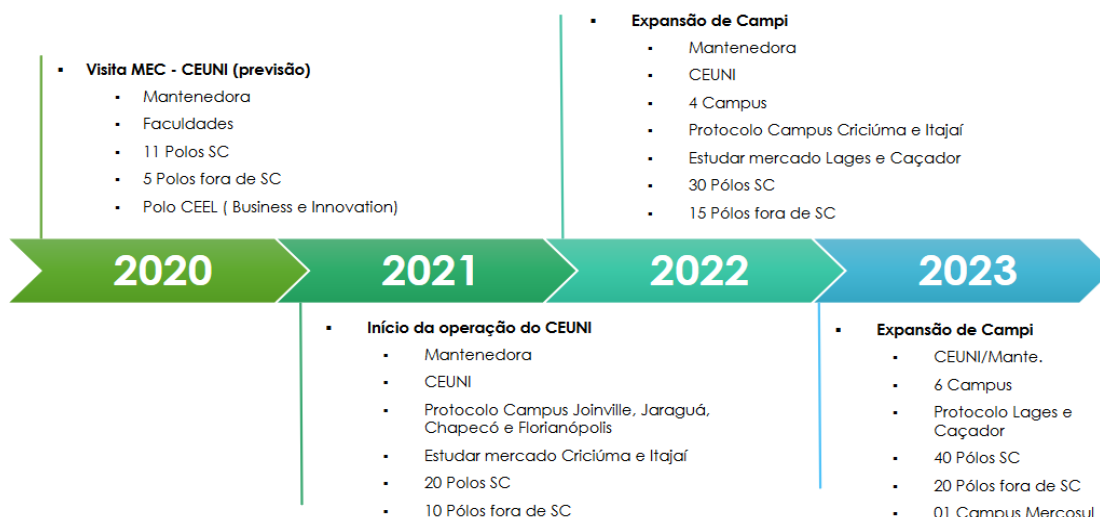 Visita MEC - CEUNI (previsão)
Mantenedora
Faculdades
11 Polos SC
5 Polos fora de SC
Polo CEEL ( Business e Innovation)
Expansão de Campi
Mantenedora
CEUNI
4 Campus
Protocolo Campus Criciúma e Itajaí
Estudar mercado Lages e Caçador
30 Pólos SC
15 Pólos fora de SC
2020
2021
2022
2023
Início da operação do CEUNI
Mantenedora
CEUNI
Protocolo Campus Joinville, Jaraguá,
Chapecó e Florianópolis
Estudar mercado Criciúma e Itajaí
20 Polos SC
10 Pólos fora de SC
Expansão de Campi
CEUNI/Mante.
6 Campus
Protocolo Lages e
Caçador
40 Pólos SC
20 Pólos fora de SC
01 Campus Mercosul